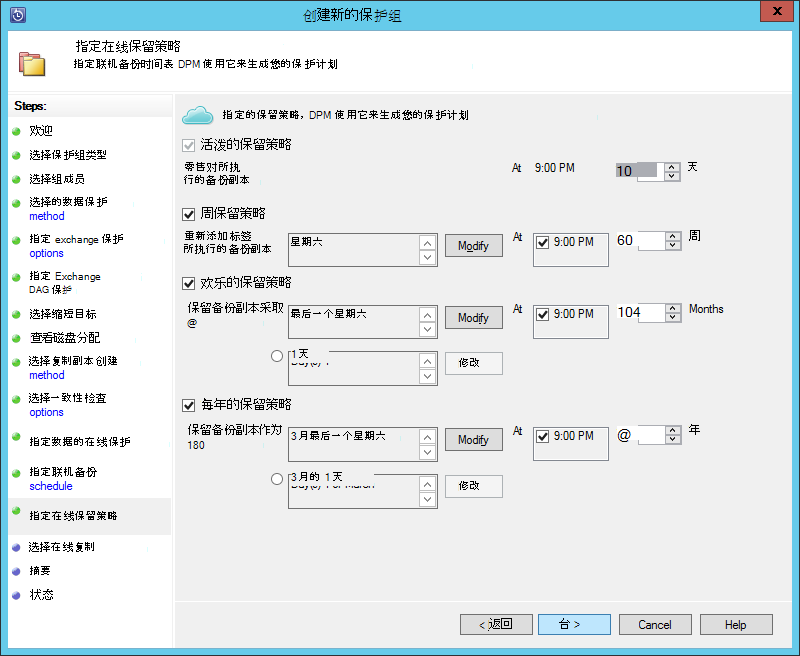 创建新的保护组
指定在线保留策略
指定联机备份时间表 DPM 使用它来生成您的保护计划
Steps:
欢迎
选择保护组类型
选择组成员
选择的数据保护
method
指定 exchange 保护
options
指定 Exchange
DAG 保护
选择缩短目标
查看磁盘分配
选择复制副本创建
method
选择一致性检查
options
指定数据的在线保护
指定联机备份
schedule
指定在线保留策略
选择在线复制
摘要
状态
指定的保留策略，DPM 使用它来生成您的保护计划
活泼的保留策略
零售对所执
行的备份副本
At 9:00 PM 10 天
周保留策略
重新添加标签
所执行的备份副本
星期六 Modify At 9:00 PM 60 周
欢乐的保留策略
保留备份副本采取
@
最后一个星期六 Modify At 9:00 PM 104 Months
1天 修改
每年的保留策略
保留备份副本作为
180
3月最后一个星期六 Modify At 9:00 PM @ 年
3月的 1天 修改
< 返回 台 > Cancel Help